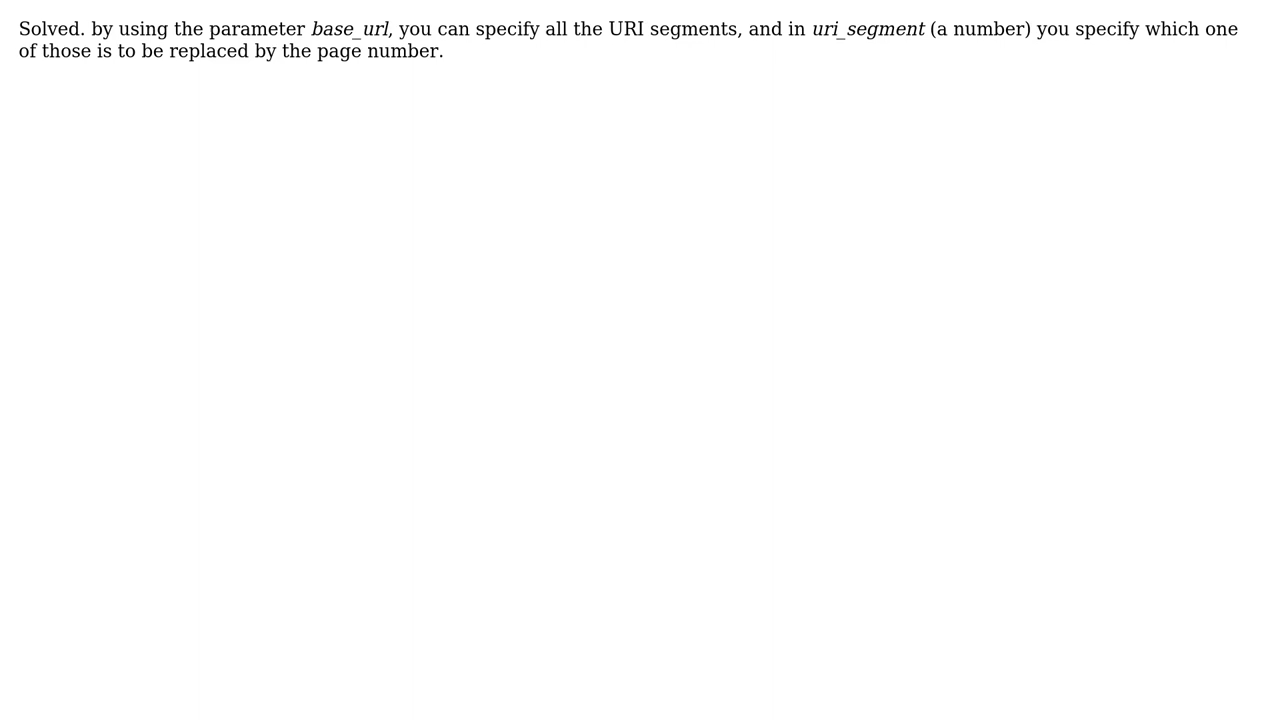 Solved. by using the parameter base_url, you can specify all the URI segments, and in uri_segment (a number) you specify which one
of those is to be replaced by the page number.